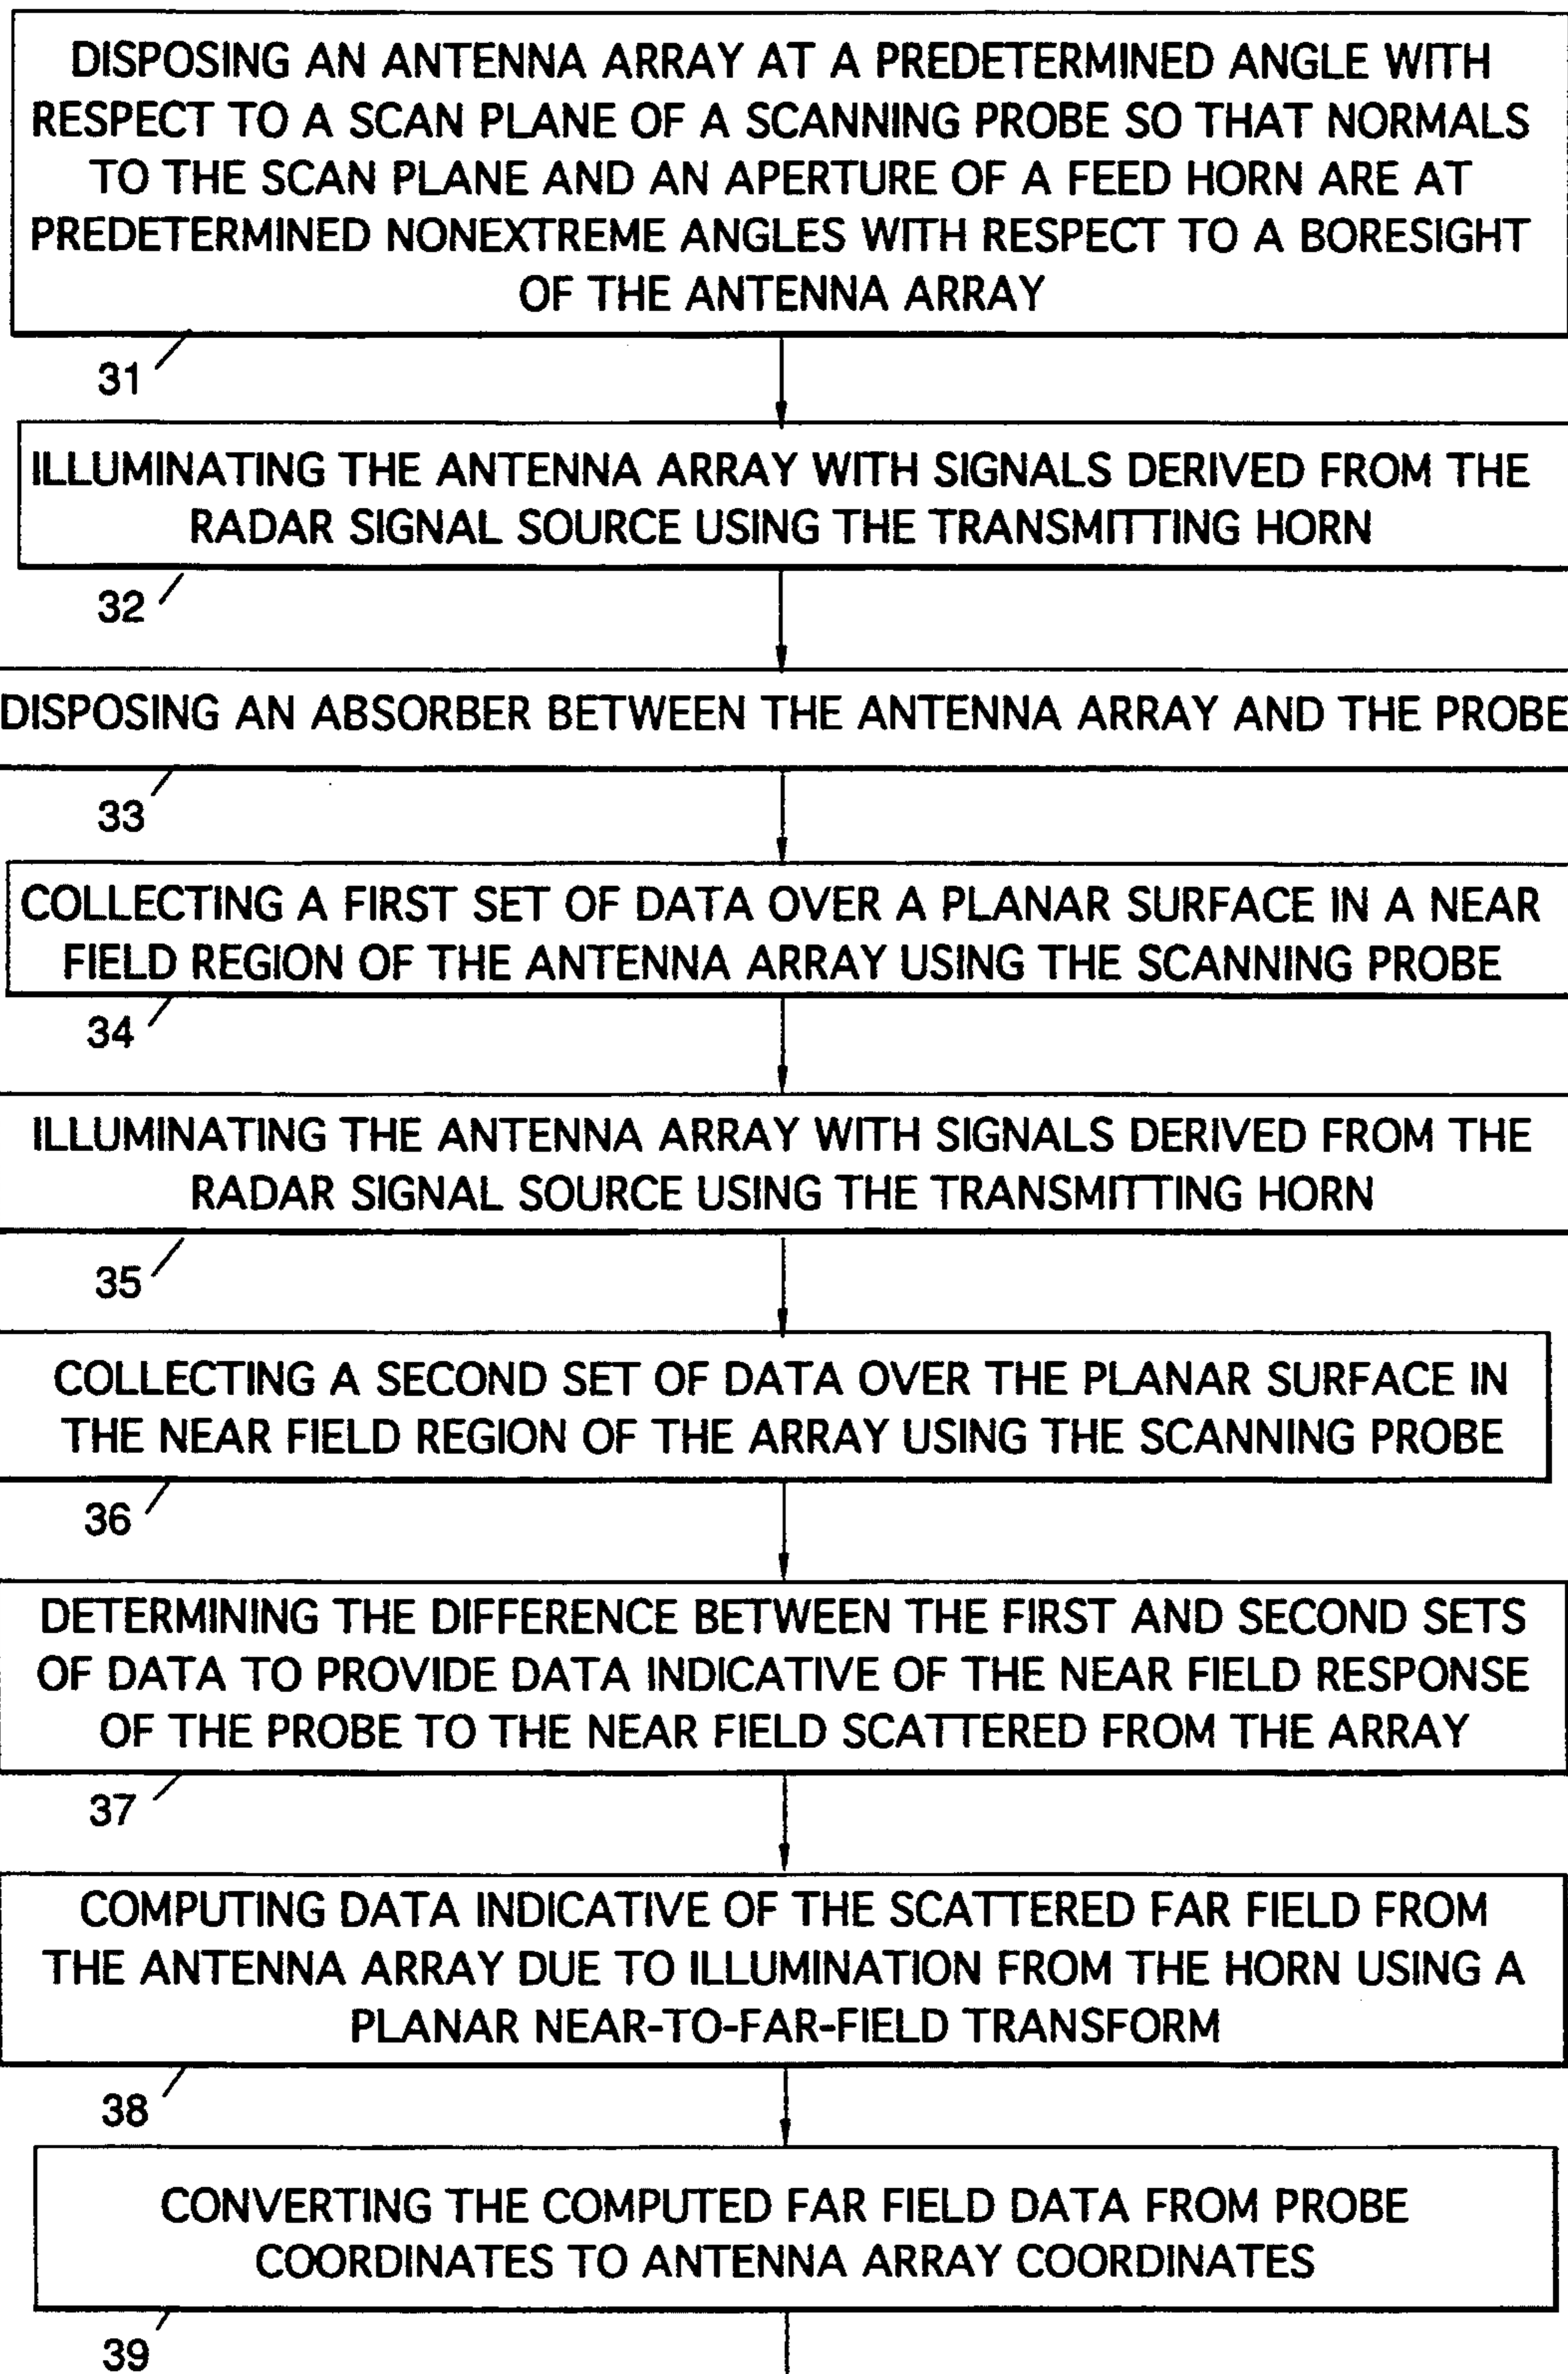 DISPOSING AN ANTENNA ARRAY AT A PREDETERMINED ANGLE WITH
RESPECT TO A SCAN PLANE OF A SCANNING PROBE SO THAT NORMALS
TO THE SCAN PLANE AND AN APERTURE OF A FEED HORN ARE AT
PREDETERMINED NONEXTREME ANGLES WITH RESPECT TO A BORESIGHT
OF THE ANTENNA ARRAY
31
ILLUMINATING THE ANTENNA ARRAY WITH SIGNALS DERIVED FROM THE
RADAR SIGNAL SOURCE USING THE TRANSMITTING HORN
32
DISPOSING AN ABSORBER BETWEEN THE ANTENNA ARRAY AND THE PROBE
33
COLLECTING A FIRST SET OF DATA OVER A PLANAR SURFACE IN A NEAR
FIELD REGION OF THE ANTENNA ARRAY USING THE SCANNING PROBE
34
ILLUMINATING THE ANTENNA ARRAY WITH SIGNALS DERIVED FROM THE
RADAR SIGNAL SOURCE USING THE TRANSMITTING HORN
35
COLLECTING A SECOND SET OF DATA OVER THE PLANAR SURFACE IN
THE NEAR FIELD REGION OF THE ARRAY USING THE SCANNING PROBE
36
DETERMINING THE DIFFERENCE BETWEEN THE FIRST AND SECOND SETS
OF DATA TO PROVIDE DATA INDICATIVE OF THE NEAR FIELD RESPONSE
OF THE PROBE TO THE NEAR FIELD SCATTERED FROM THE ARRAY
37
COMPUTING DATA INDICATIVE OF THE SCATTERED FAR FIELD FROM
THE ANTENNA ARRAY DUE TO ILLUMINATION FROM THE HORN USING A
PLANAR NEAR-TO-FAR-FIELD TRANSFORM
38
CONVERTING THE COMPUTED FAR FIELD DATA FROM PROBE
COORDINATES TO ANTENNA ARRAY COORDINATES
39